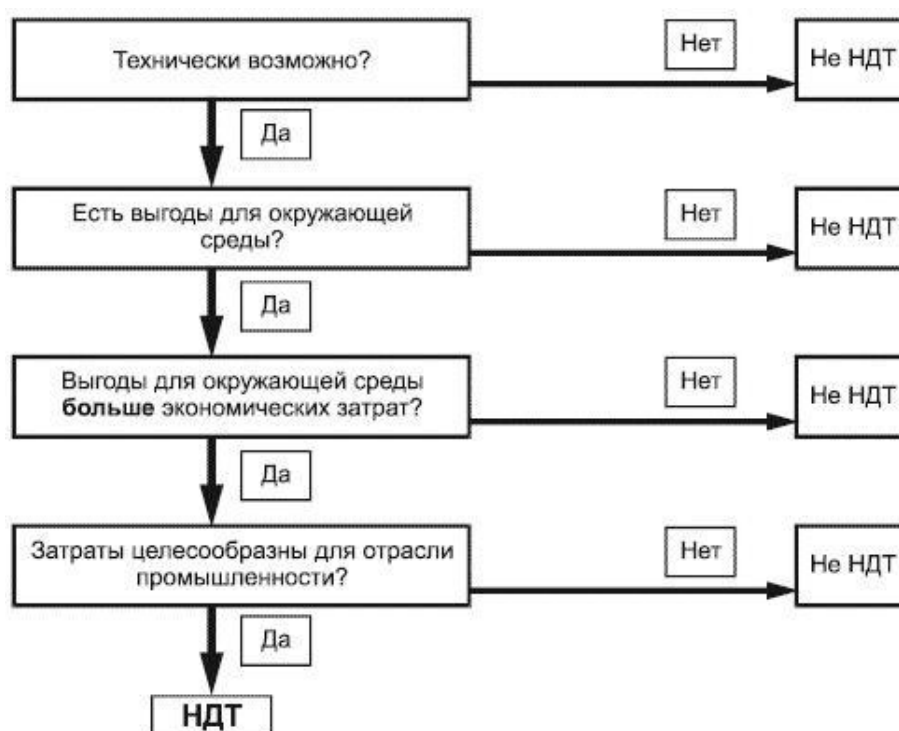 Технически возможно?
Нет
Не НДТ
Да
Есть выгоды для окружающей
среды?
Нет
Не НДТ
Да
Выгоды для окружающей среды
больше экономических затрат?
Нет
Не НДТ
Да
Затраты целесообразны для отрасли
промышленности?
Нет
Не НДТ
Да
НДТ